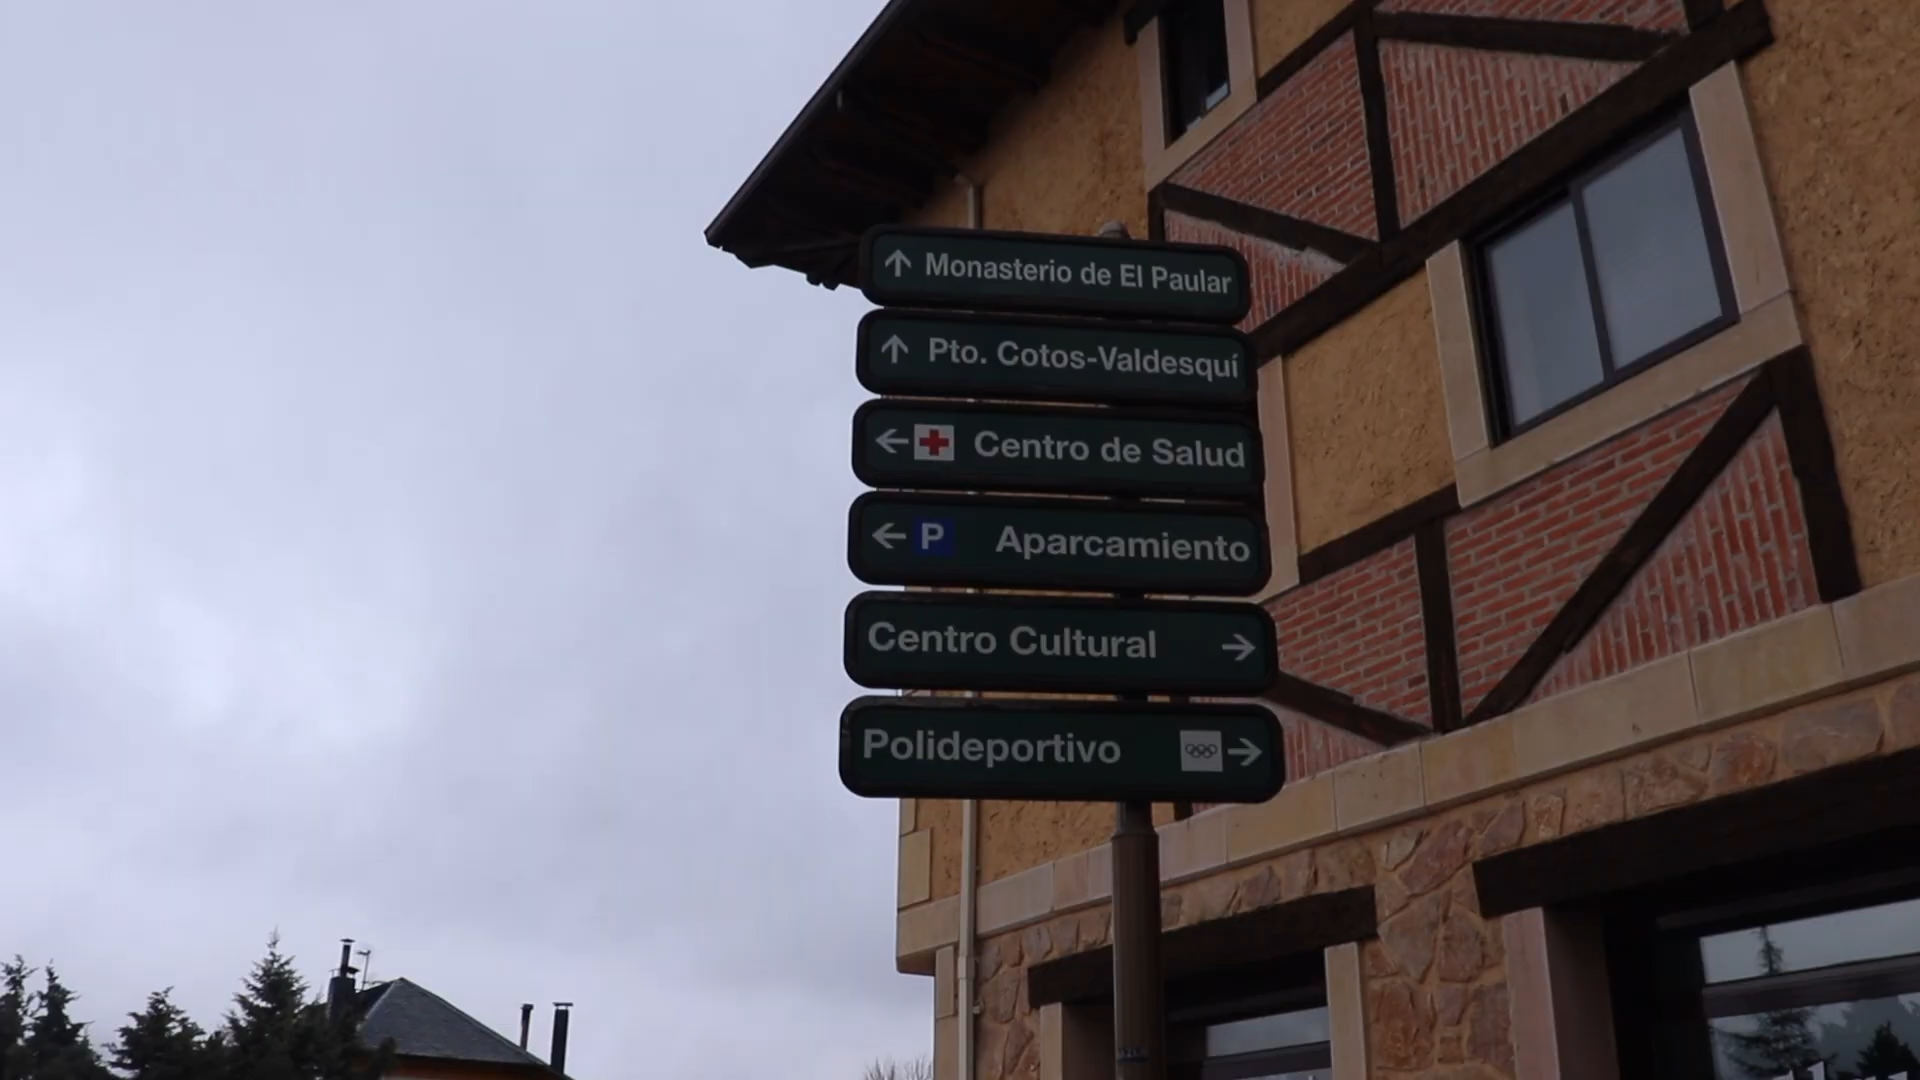 Monasterio de El Paular
Pto. Cotos-Valdesquí
Centro de Salud
P Aparcamiento
Centro Cultural
Polideportivo